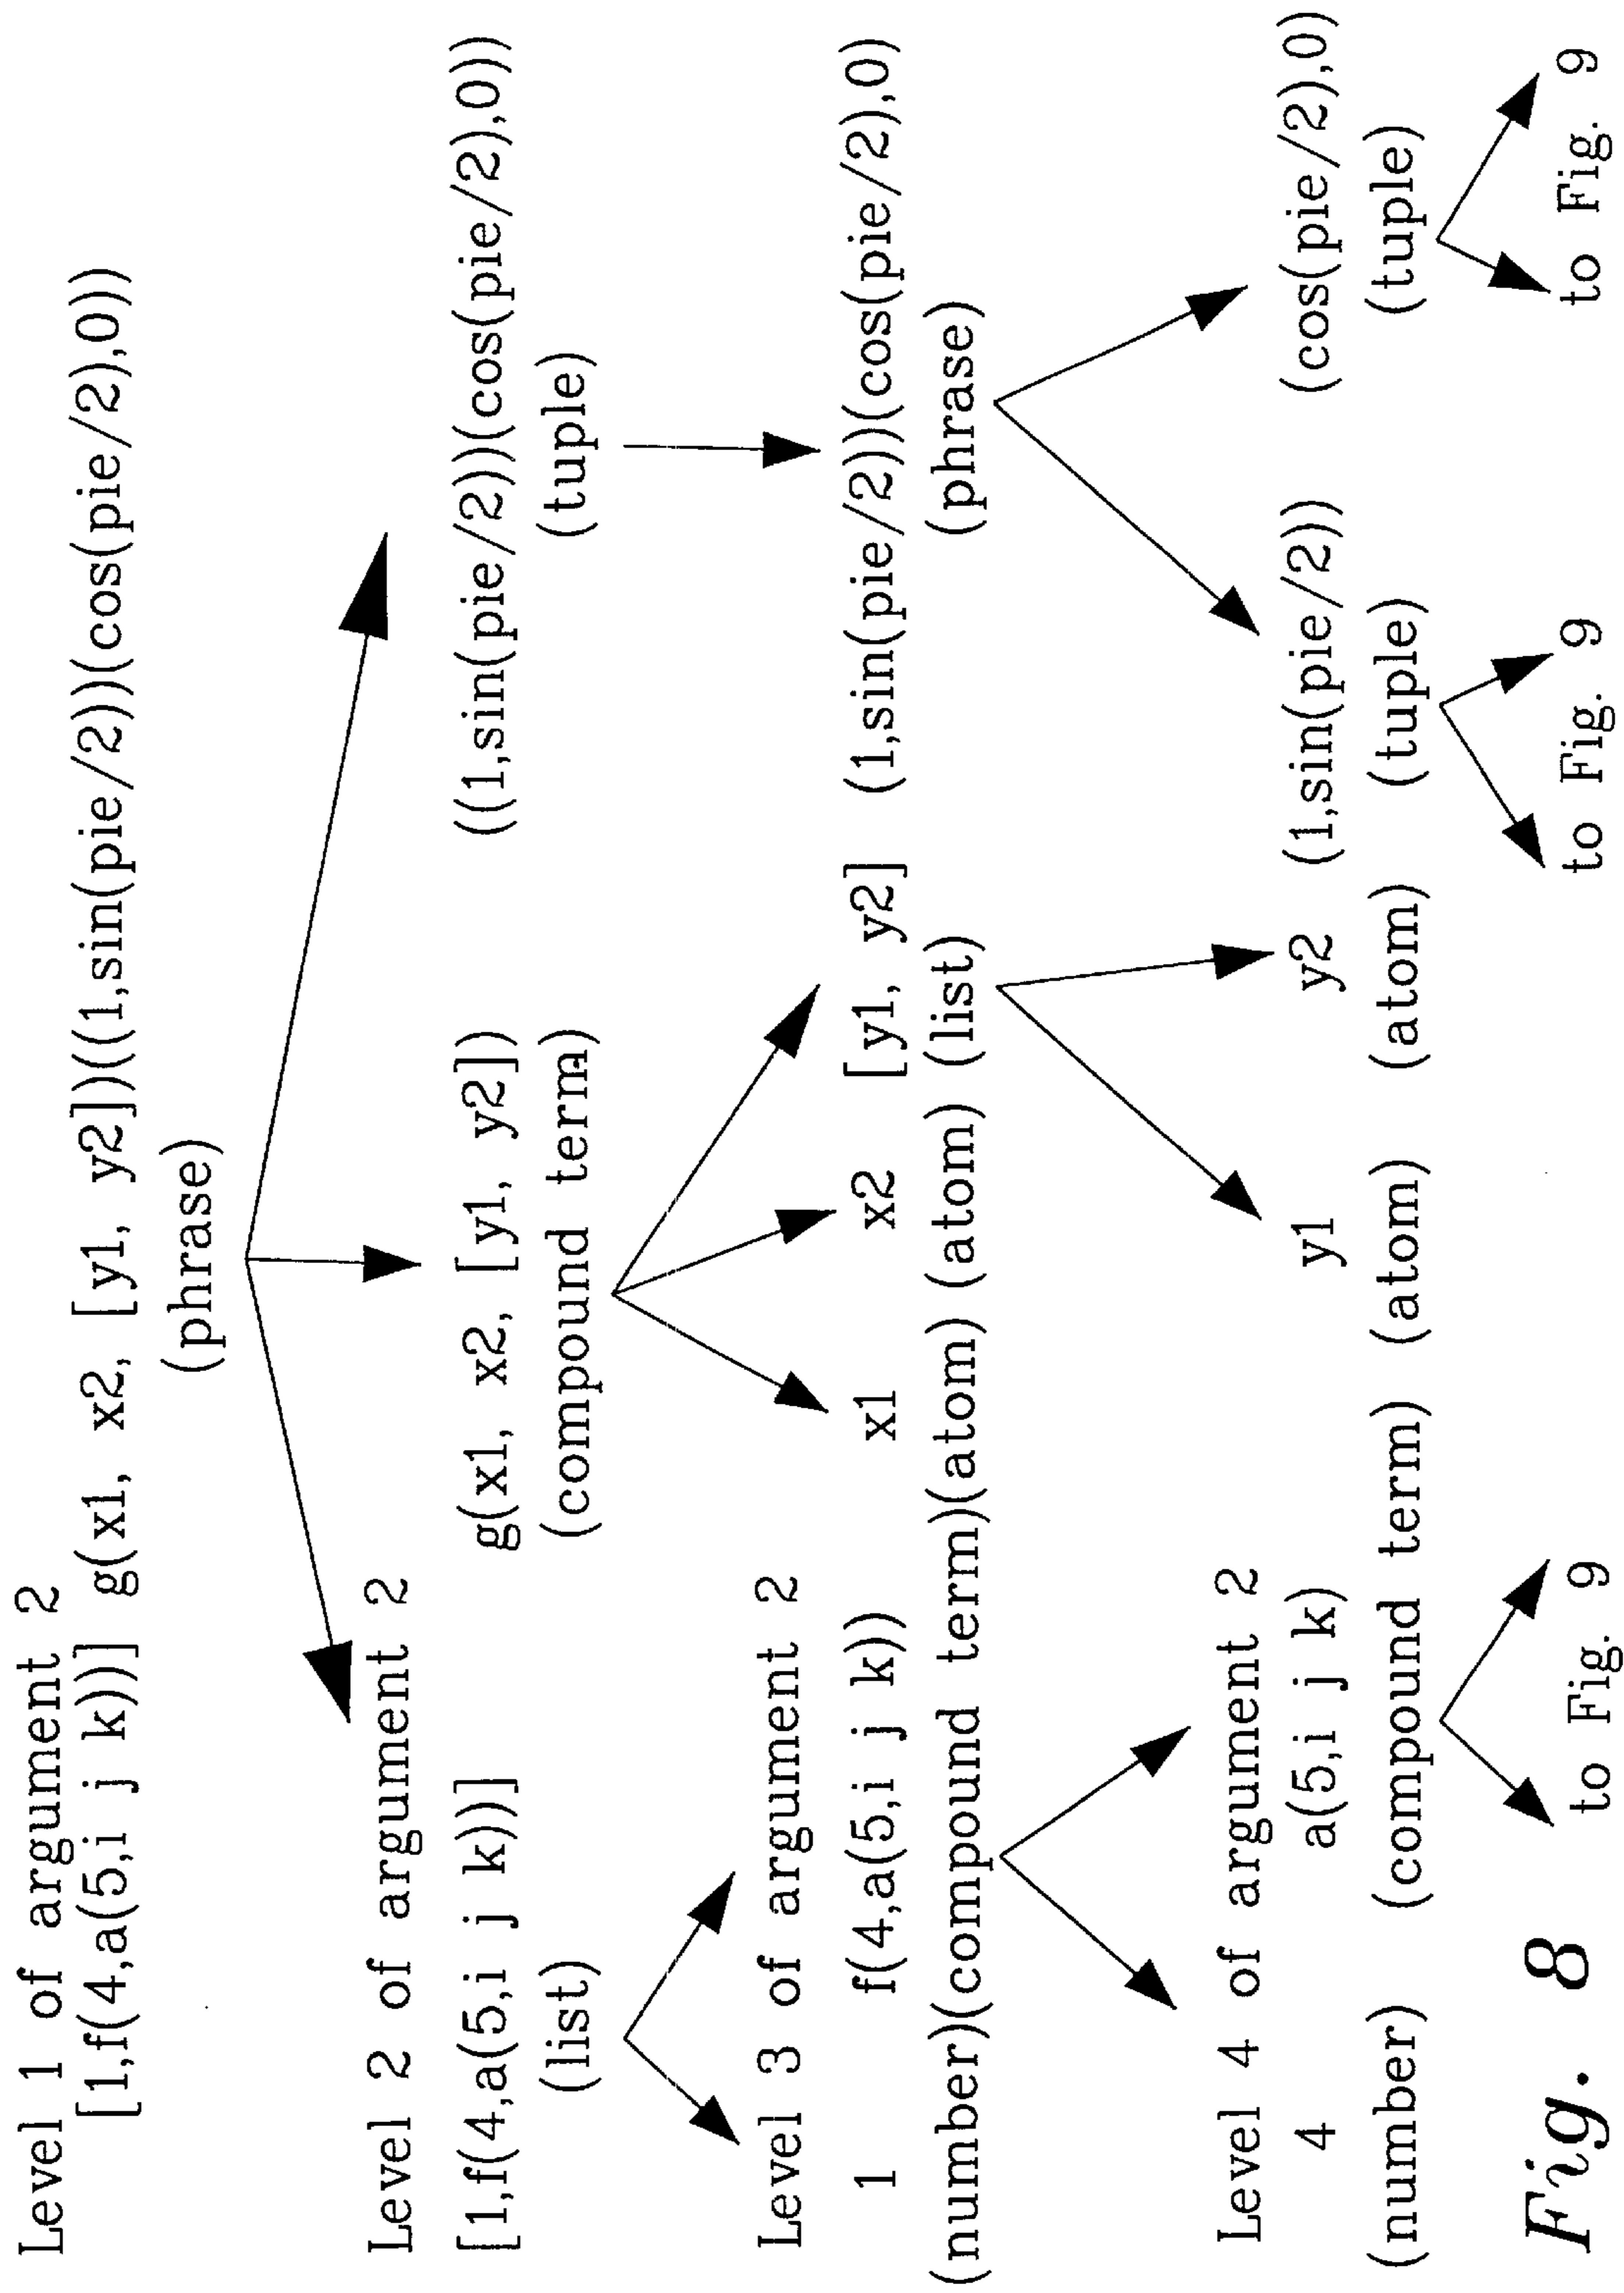 Level 1 of argument 2
[1,f(4,a(5,i j k))] g(x1, x2, [y1, y2])((1,sin(pie/2))(cos(pie/2),0))
(phrase)
Level 2 of argument 2
[1,f(4,a(5,i j k))] g(x1, x2, [y1, y2]) ((1,sin(pie/2))(cos(pie/2),0))
(list) (compound term) (tuple)
Level 3 of argument 2
1 f(4,a(5,i j k)) x1 x2 [y1, y2] (1,sin(pie/2))(cos(pie/2),0)
(number)(compound term)(atom) (atom) (list) (phrase)
Level 4 of argument 2
4 a(5,i j k) y1 y2 (1,sin(pie/2)) (cos(pie/2),0)
(number) (compound term) (atom) (atom) (tuple) (tuple)
to Fig. 9 to Fig. 9 to Fig. 9
Fig. 8